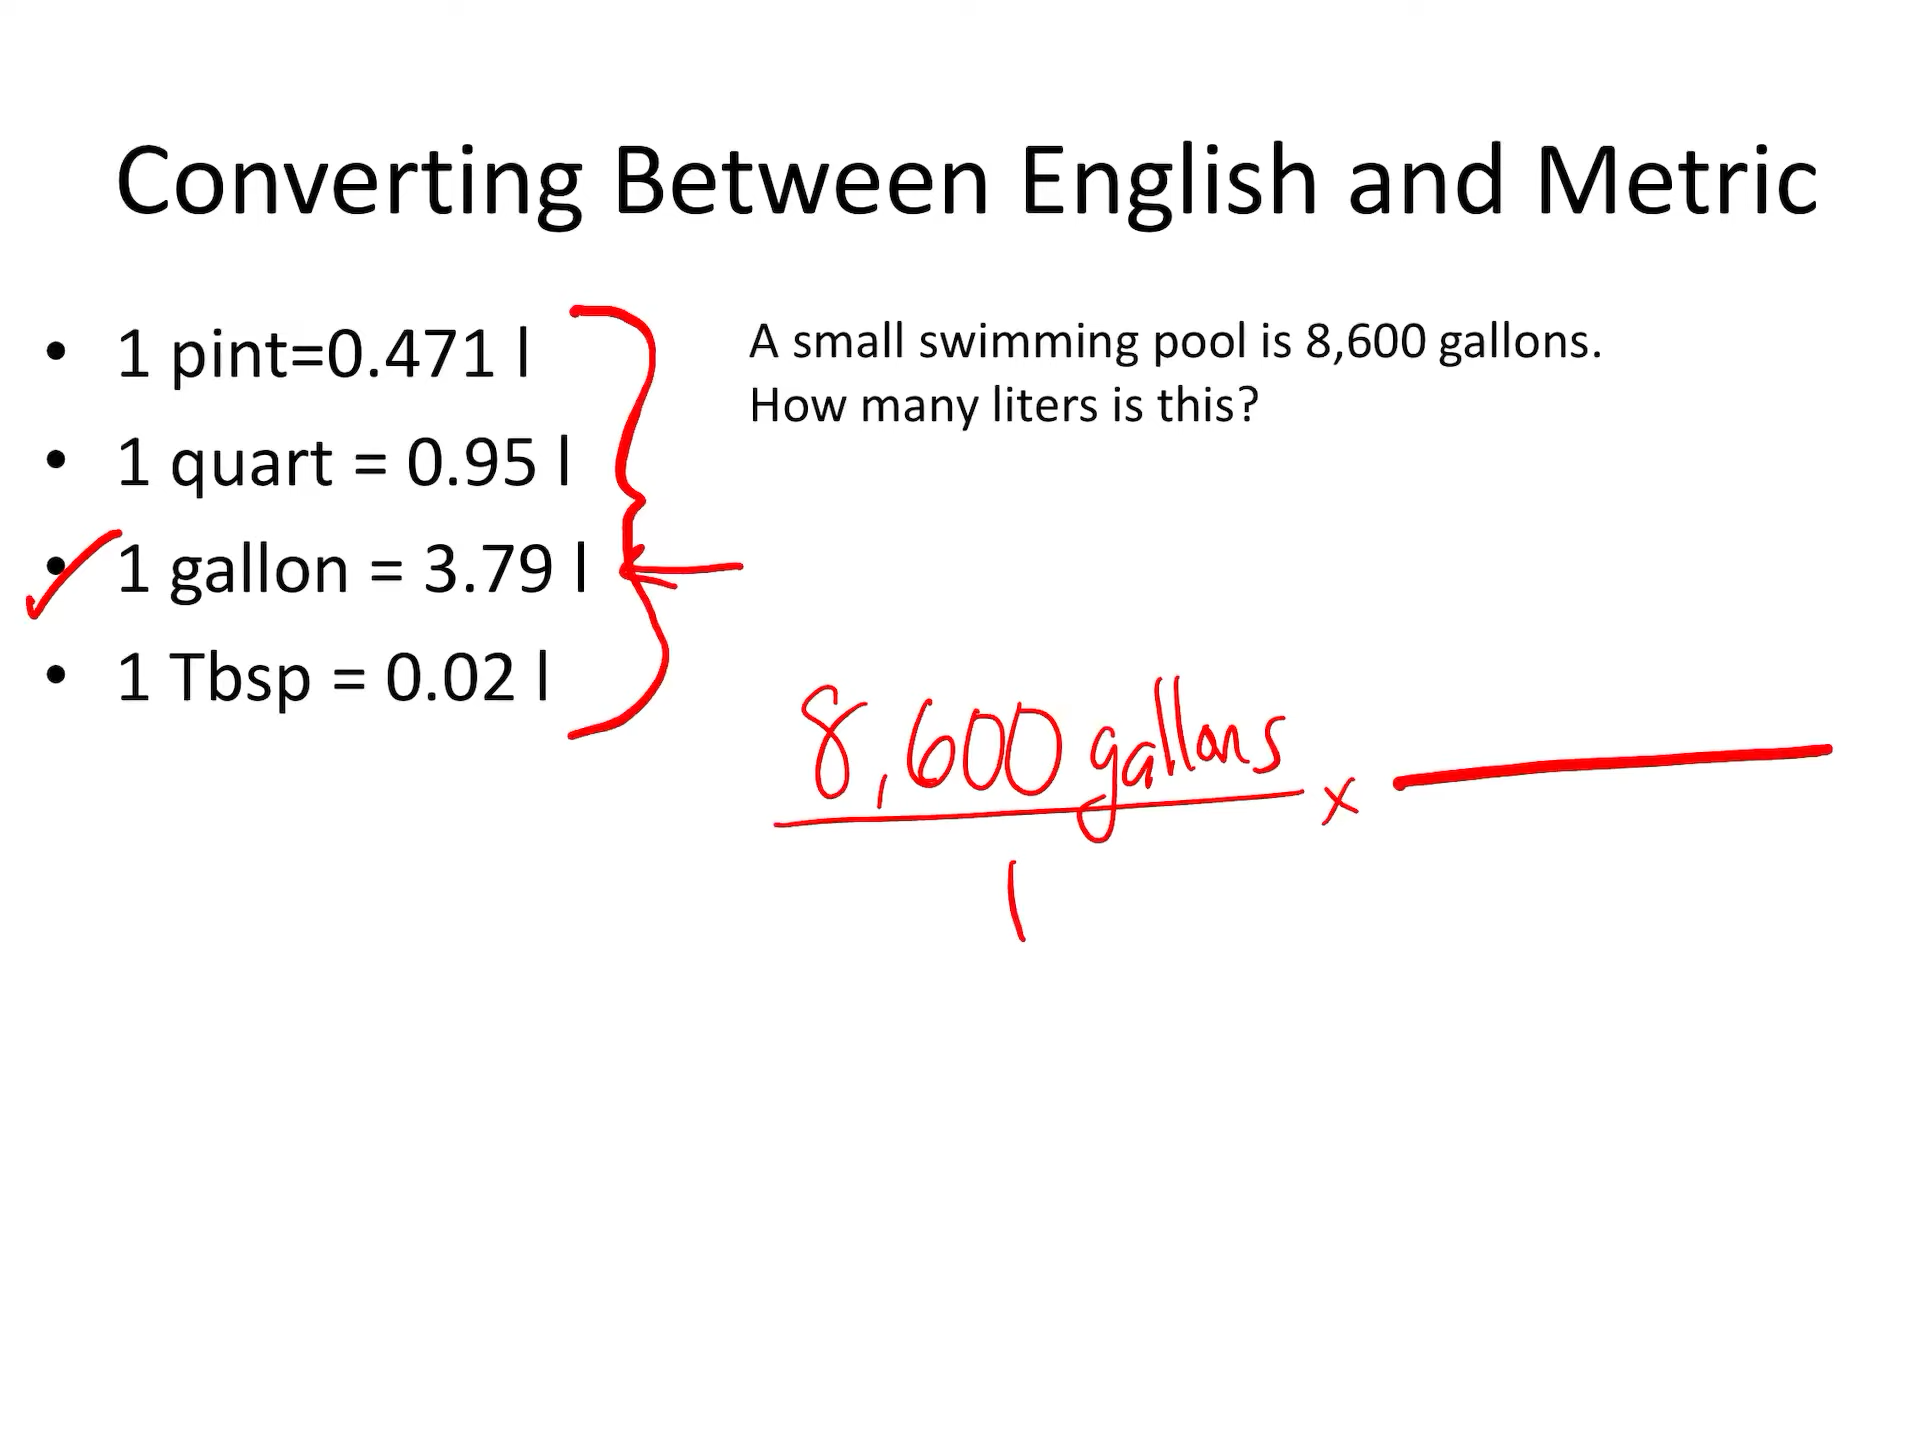 Converting Between English and Metric
• 1 pint=0.471 l
• 1 quart = 0.95 l
• 1 gallon = 3.79 l
• 1 Tbsp = 0.02 l
A small swimming pool is 8,600 gallons.
How many liters is this?
8,600 gallons
x
1